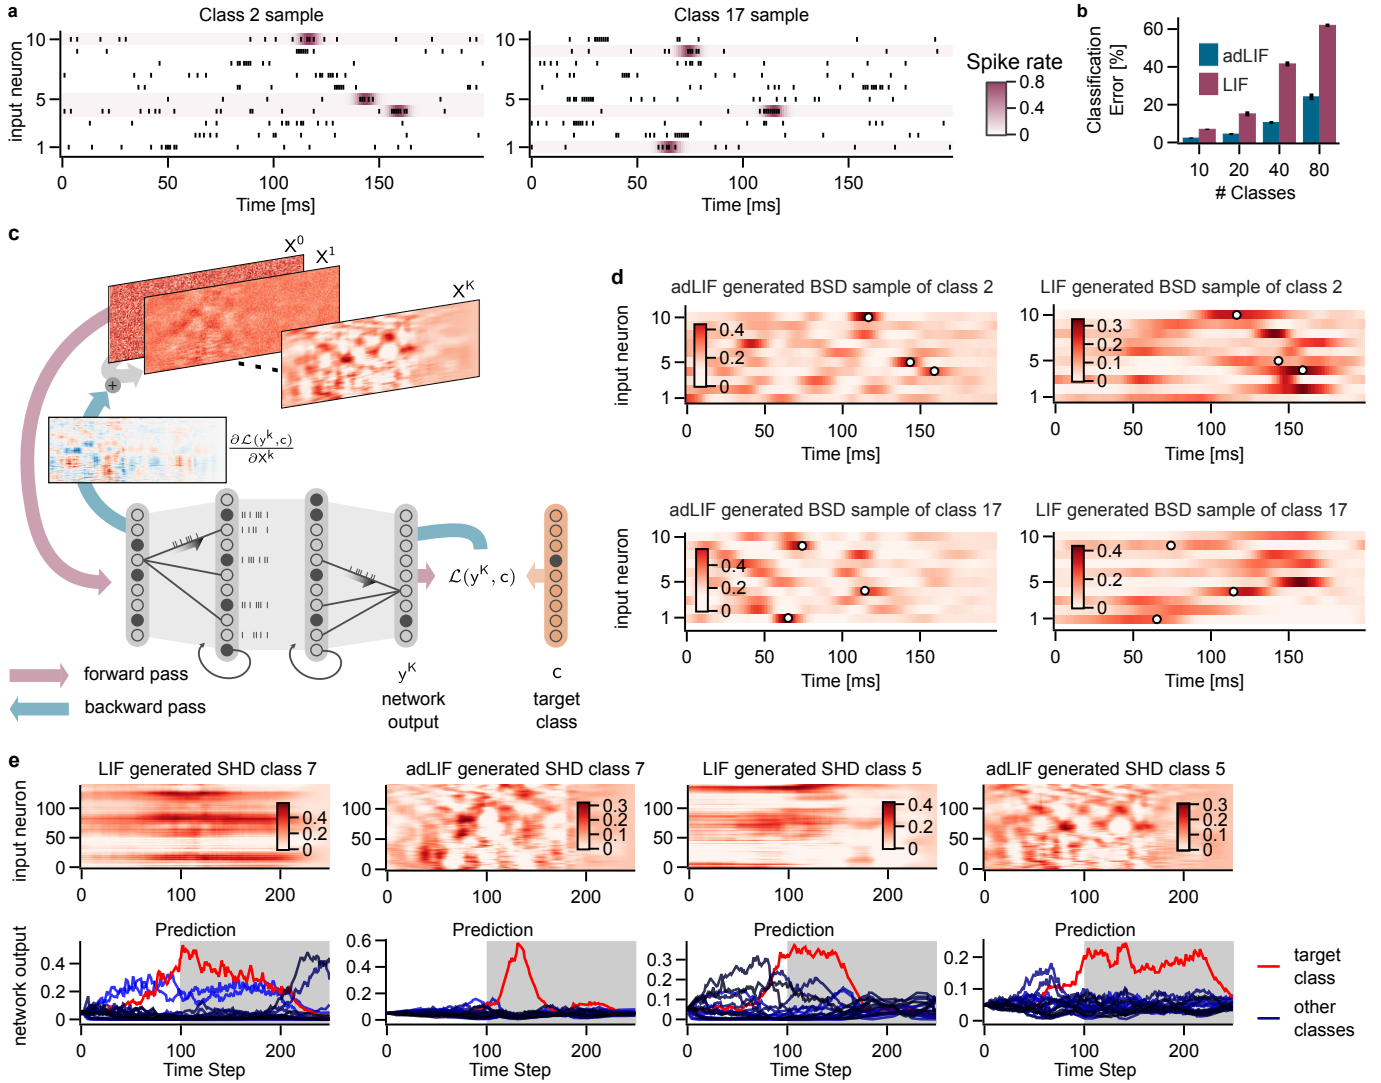 a
Class 2 sample
Class 17 sample
input neuron
10
5
1
0
50
100
150
Time [ms]
0
50
100
150
Time [ms]
Spike rate
0.8
0.4
0
b
Classification
Error [%]
60
40
20
0
adLIF
LIF
10
20
40
80
# Classes
c
X^0
X^1
X^K
+
∂ℒ(y^k,c)
∂X^k
ℒ(y^K, c)
forward pass
backward pass
y^K
network
output
c
target
class
d
adLIF generated BSD sample of class 2
input neuron
10
5
1
0.4
0.2
0
0
50
100
150
Time [ms]
LIF generated BSD sample of class 2
10
5
1
0.3
0.2
0.1
0
0
50
100
150
Time [ms]
adLIF generated BSD sample of class 17
input neuron
10
5
1
0.4
0.2
0
0
50
100
150
Time [ms]
LIF generated BSD sample of class 17
10
5
1
0.4
0.2
0
0
50
100
150
Time [ms]
e
LIF generated SHD class 7
input neuron
100
50
0
0.4
0.2
0
0
100
200
adLIF generated SHD class 7
100
50
0
0.3
0.2
0.1
0
0
100
200
LIF generated SHD class 5
100
50
0
0.4
0.2
0
0
100
200
adLIF generated SHD class 5
100
50
0
0.3
0.2
0.1
0
0
100
200
Prediction
network output
0.4
0.2
0
0
100
200
Time Step
Prediction
0.6
0.4
0.2
0
0
100
200
Time Step
Prediction
0.3
0.2
0.1
0
0
100
200
Time Step
Prediction
0.2
0.1
0
0
100
200
Time Step
target
class
other
classes